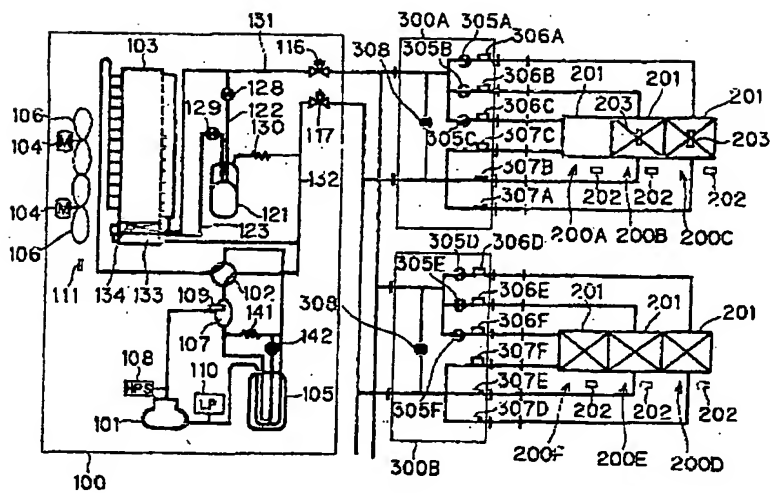 131
103
116
128
129
122
130
117
106
104
M
104
M
106
121
132
123
111
134
133
109
102
141
107
142
108
HPS
110
LP
101
105
100
300A
305A
305B
306A
308
306B
201
306C
203
201
201
305C
307C
203
307B
307A
202
202
202
200A
200B
200C
305D
306D
305E
306E
201
308
306F
201
201
307F
307E
305F
307D
202
202
202
300B
200F
200E
200D